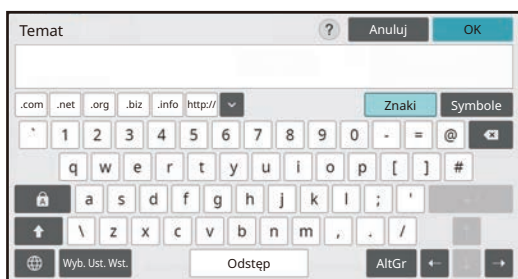 Temat ? Anuluj OK
.com .net .org .biz .info http:// Znaki Symbole
` 1 2 3 4 5 6 7 8 9 0 - = @
q w e r t y u i o p [ ] #
A a s d f g h j k l ; '
\ z x c v b n m , . /
Wyb. Ust. Wst. Odstęp AltGr ← →